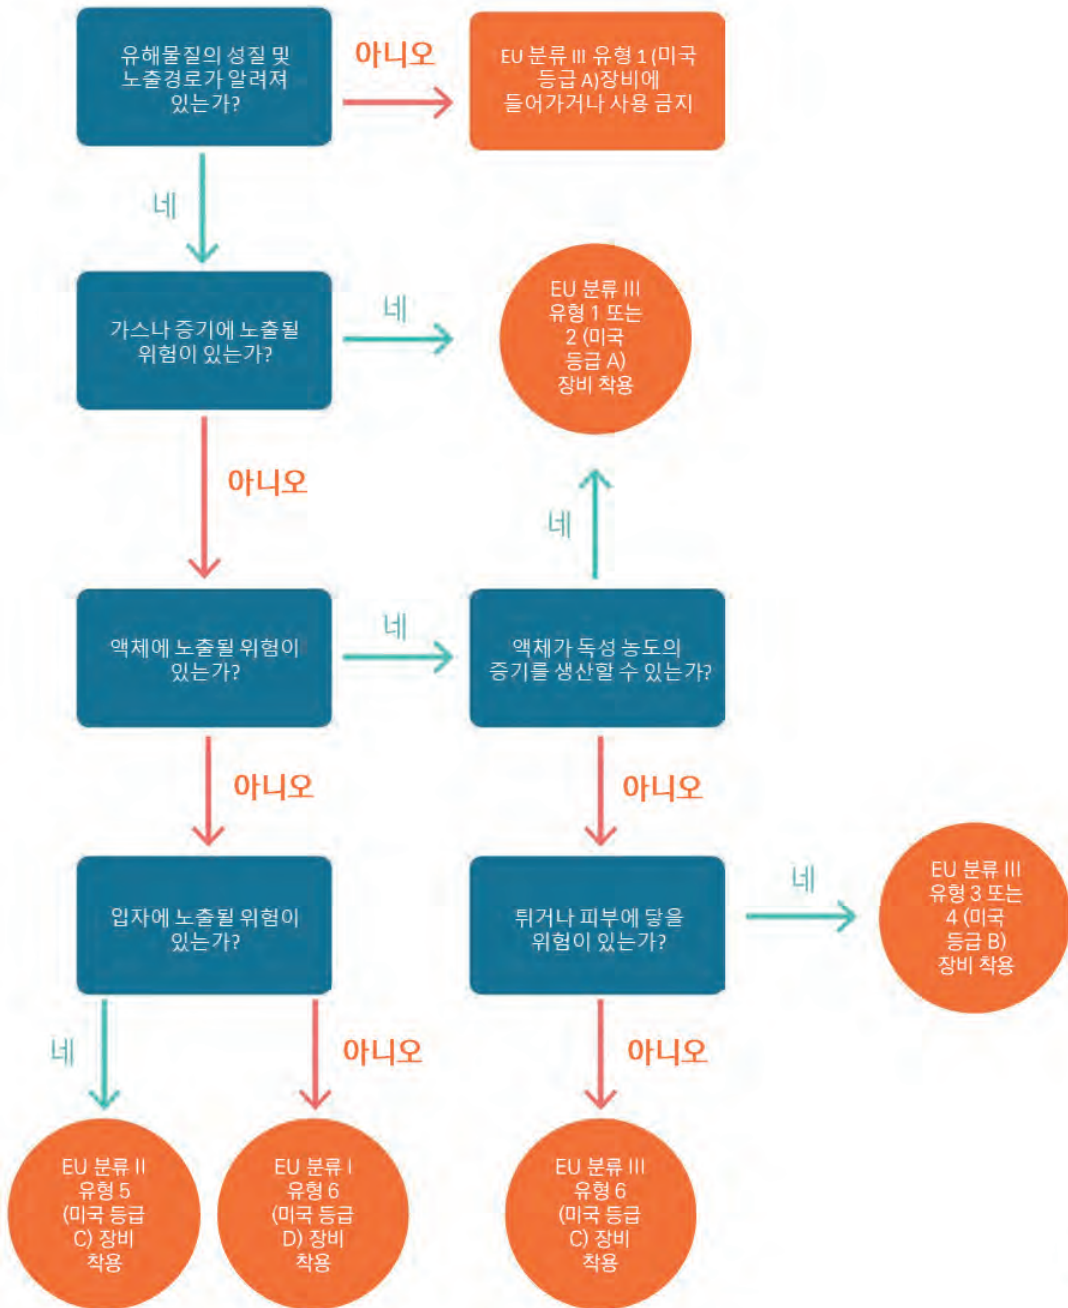 유해물질의 성질 및
노출경로가 알려져
있는가?
아니오
EU 분류 III 유형 1 (미국
등급 A)장비에
들어가거나 사용 금지
네
가스나 증기에 노출될
위험이 있는가?
네
EU 분류 III
유형 1 또는
2 (미국
등급 A)
장비 착용
아니오
네
액체에 노출될 위험이
있는가?
네
액체가 독성 농도의
증기를 생산할 수 있는가?
아니오
아니오
입자에 노출될 위험이
있는가?
튀거나 피부에 닿을
위험이 있는가?
네
EU 분류 III
유형 3 또는
4 (미국
등급 B)
장비 착용
네
아니오
아니오
EU 분류 II
유형 5
(미국 등급
C) 장비
착용
EU 분류 I
유형 6
(미국 등급
D) 장비
착용
EU 분류 III
유형 6
(미국 등급
C) 장비
착용